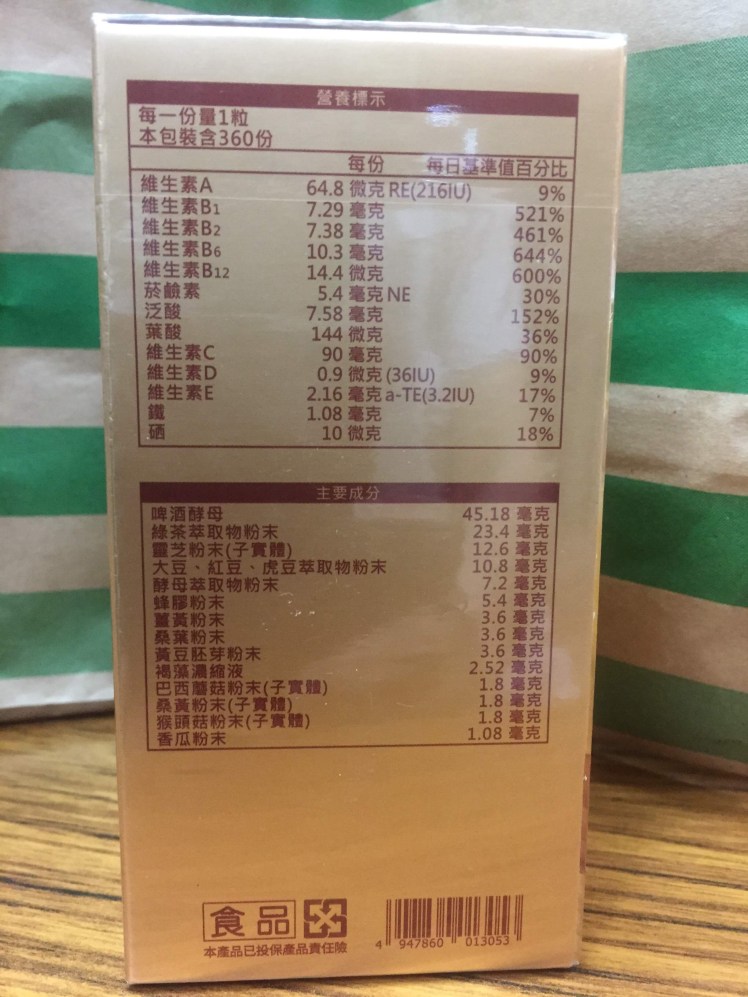 營養標示
每一份量1粒
本包裝含360份
每份 每日基準值百分比
維生素A 64.8 微克 RE(216IU) 9%
維生素B1 7.29 毫克 521%
維生素B2 7.38 毫克 461%
維生素B6 10.3 毫克 644%
維生素B12 14.4 微克 600%
菸鹼素 5.4 毫克 NE 30%
泛酸 7.58 毫克 152%
葉酸 144 微克 36%
維生素C 90 毫克 90%
維生素D 0.9 微克 (36IU) 9%
維生素E 2.16 毫克 a-TE(3.2IU) 17%
鐵 1.08 毫克 7%
硒 10 微克 18%
主要成分
啤酒酵母 45.18 毫克
綠茶萃取物粉末 23.4 毫克
靈芝粉末(子實體) 12.6 毫克
大豆、紅豆、虎豆萃取物粉末 10.8 毫克
酵母萃取物粉末 7.2 毫克
蜂膠粉末 5.4 毫克
薑黃粉末 3.6 毫克
桑葉粉末 3.6 毫克
黃豆胚芽粉末 3.6 毫克
褐藻濃縮液 2.52 毫克
巴西蘑菇粉末(子實體) 1.8 毫克
桑黃粉末(子實體) 1.8 毫克
猴頭菇粉末(子實體) 1.8 毫克
香瓜粉末 1.08 毫克
食品
本產品已投保產品責任險
4 947860 013053